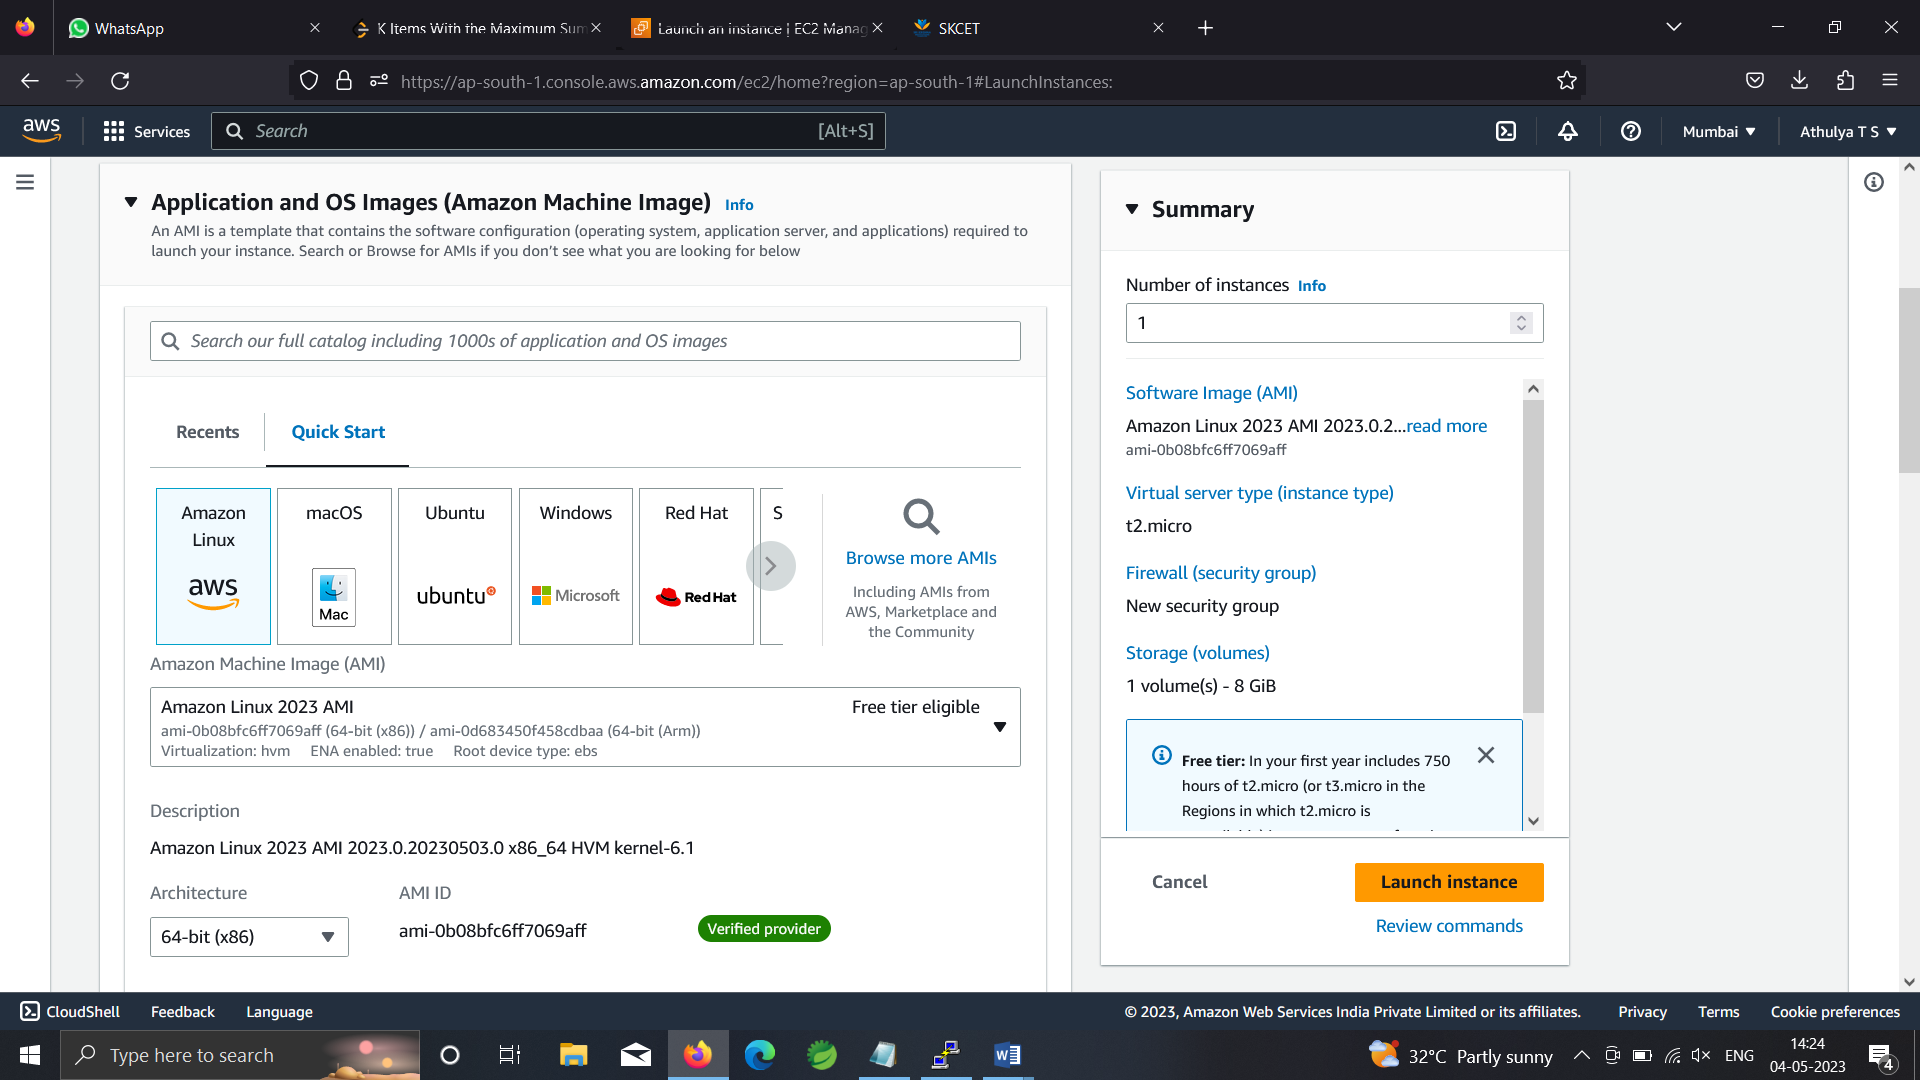 WhatsApp
K Items With the Maximum Sum
Launch an instance | EC2 Manag
SKCET
https://ap-south-1.console.aws.amazon.com/ec2/home?region=ap-south-1#LaunchInstances:
aws
Services
Search
[Alt+S]
Mumbai
Athulya T S
Application and OS Images (Amazon Machine Image) Info
An AMI is a template that contains the software configuration (operating system, application server, and applications) required to
launch your instance. Search or Browse for AMIs if you don’t see what you are looking for below
Search our full catalog including 1000s of application and OS images
Recents
Quick Start
Amazon
Linux
aws
macOS
Mac
Ubuntu
ubuntu
Windows
Microsoft
Red Hat
Red Hat
S
Browse more AMIs
Including AMIs from
AWS, Marketplace and
the Community
Amazon Machine Image (AMI)
Amazon Linux 2023 AMI
Free tier eligible
ami-0b08bfc6ff7069aff (64-bit (x86)) / ami-0d683450f458cdbaa (64-bit (Arm))
Virtualization: hvm ENA enabled: true Root device type: ebs
Description
Amazon Linux 2023 AMI 2023.0.20230503.0 x86_64 HVM kernel-6.1
Architecture
AMI ID
64-bit (x86)
ami-0b08bfc6ff7069aff
Verified provider
Summary
Number of instances Info
1
Software Image (AMI)
Amazon Linux 2023 AMI 2023.0.2...read more
ami-0b08bfc6ff7069aff
Virtual server type (instance type)
t2.micro
Firewall (security group)
New security group
Storage (volumes)
1 volume(s) - 8 GiB
Free tier: In your first year includes 750
hours of t2.micro (or t3.micro in the
Regions in which t2.micro is
Cancel
Launch instance
Review commands
CloudShell
Feedback
Language
© 2023, Amazon Web Services India Private Limited or its affiliates.
Privacy
Terms
Cookie preferences
Type here to search
32°C Partly sunny
ENG
14:24
04-05-2023
4